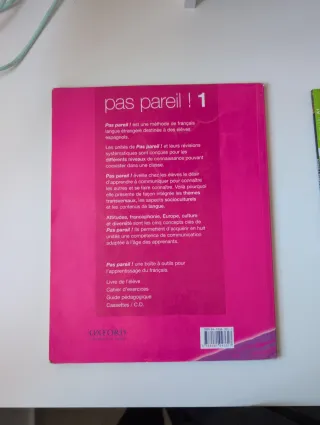 pas pareil ! 1
Pas pareil ! est une méthode de français
langue étrangère destinée à des élèves
espagnols.
Les unités de Pas pareil ! et leurs révisions
systématiques sont conçues pour les
différents niveaux de connaissance pouvant
coexister dans une classe.
Pas pareil ! éveille chez les élèves le désir
d'apprendre à communiquer pour connaître
les autres et se faire connaître. Voilà pourquoi
elle présente de façon intégrée les thèmes
transversaux, les aspects socioculturels
et les contenus de langue.
Attitudes, francophonie, Europe, culture
et diversité sont les cinq concepts clés de
Pas pareil ! Ils permettent d'acquérir en huit
unités une compétence de communication
adaptée à l'âge des apprenants.
Pas pareil ! une boîte à outils pour
l'apprentissage du français.
Livre de l'élève
Cahier d'exercices
Guide pédagogique
Cassettes / C.D.